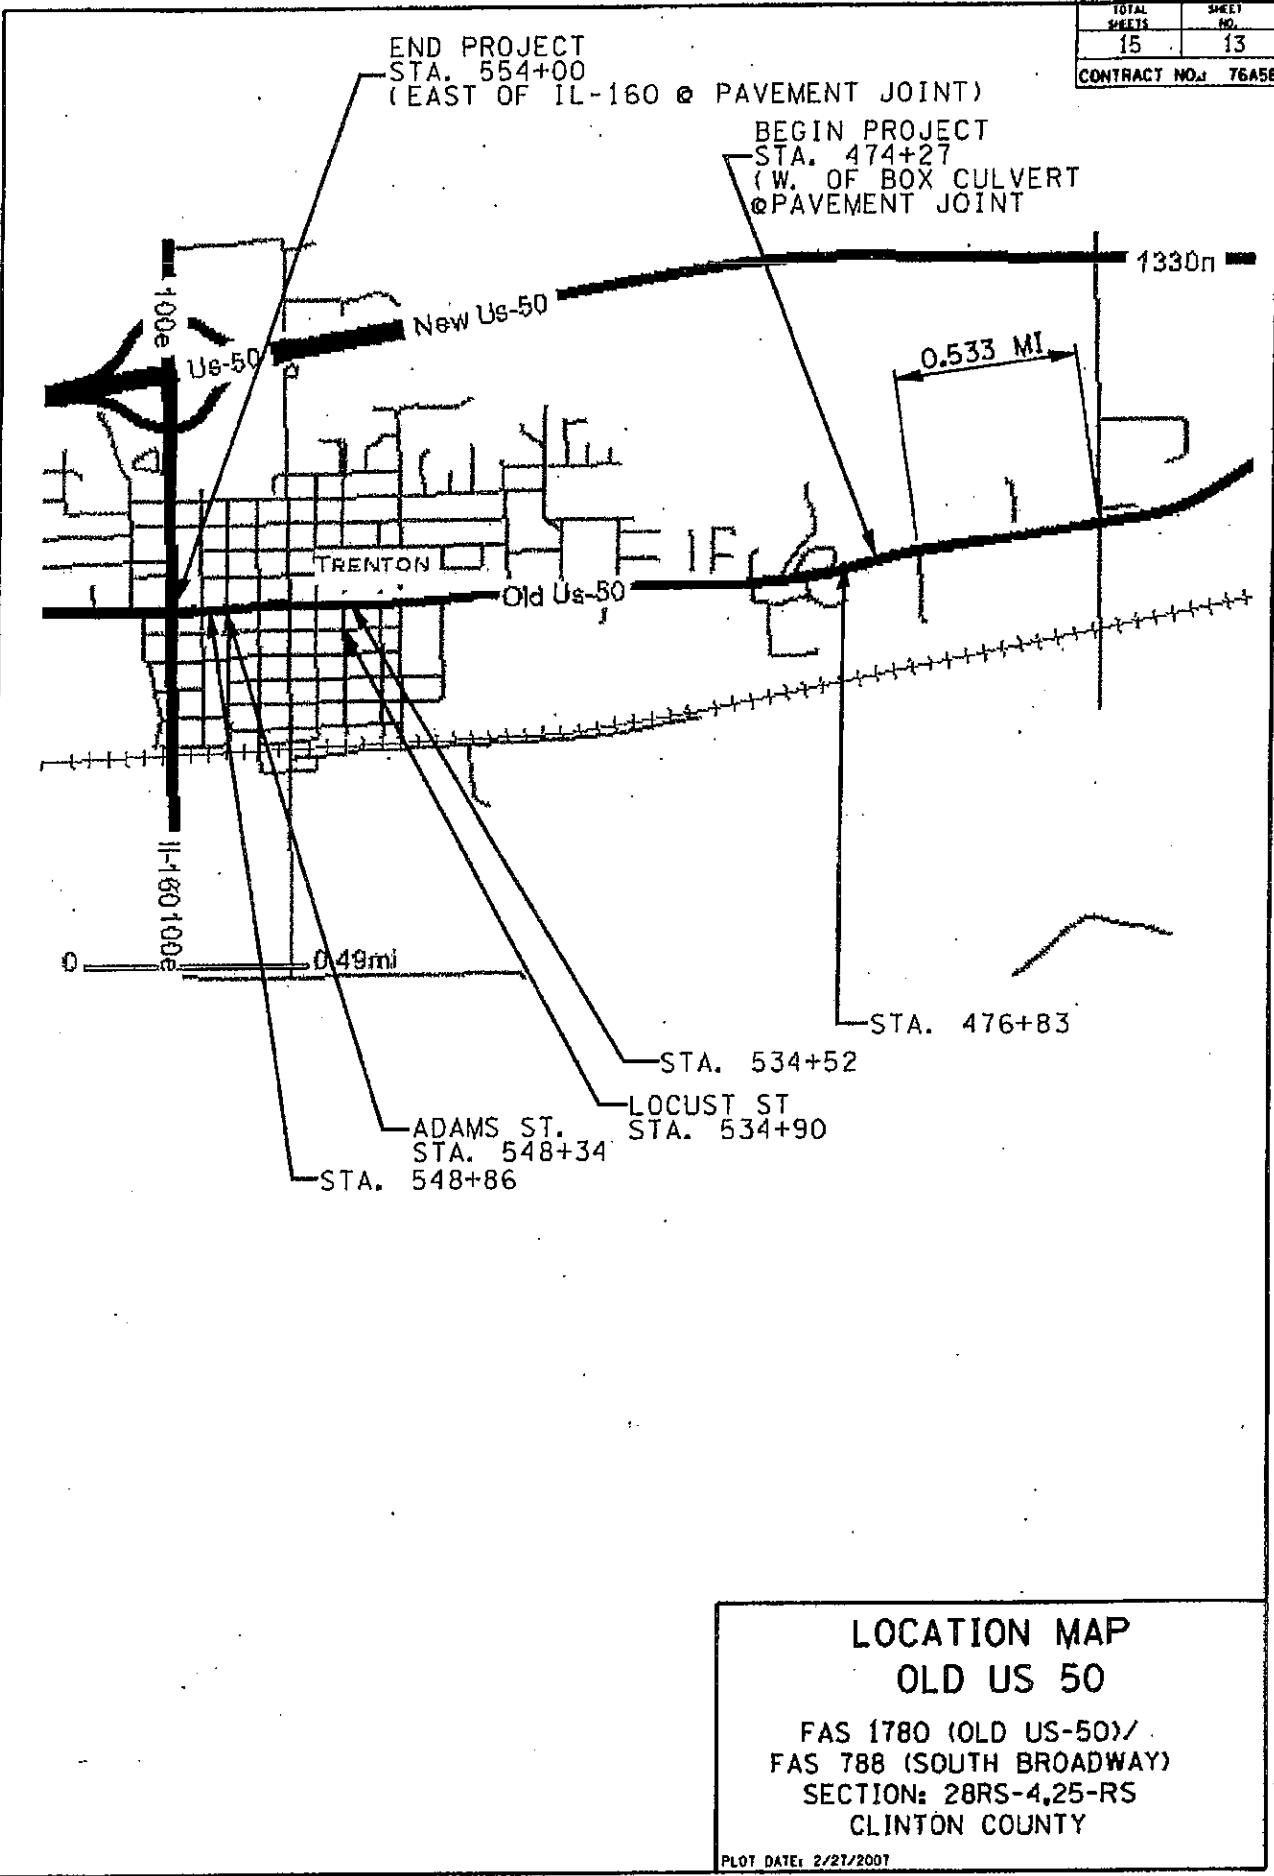 TOTAL SHEETS
SHEET NO.
15
13
CONTRACT NO.: 76A58
END PROJECT
STA. 554+00
(EAST OF IL-160 @ PAVEMENT JOINT)
BEGIN PROJECT
STA. 474+27
(W. OF BOX CULVERT
@PAVEMENT JOINT
1330n
100e
New Us-50
Us-50
0.533 MI
TRENTON
Old Us-50
Il-160100e
0
0.49mi
STA. 476+83
STA. 534+52
LOCUST ST
STA. 534+90
ADAMS ST.
STA. 548+34
STA. 548+86
LOCATION MAP
OLD US 50
FAS 1780 (OLD US-50)/
FAS 788 (SOUTH BROADWAY)
SECTION: 28RS-4,25-RS
CLINTON COUNTY
PLOT DATE: 2/27/2007